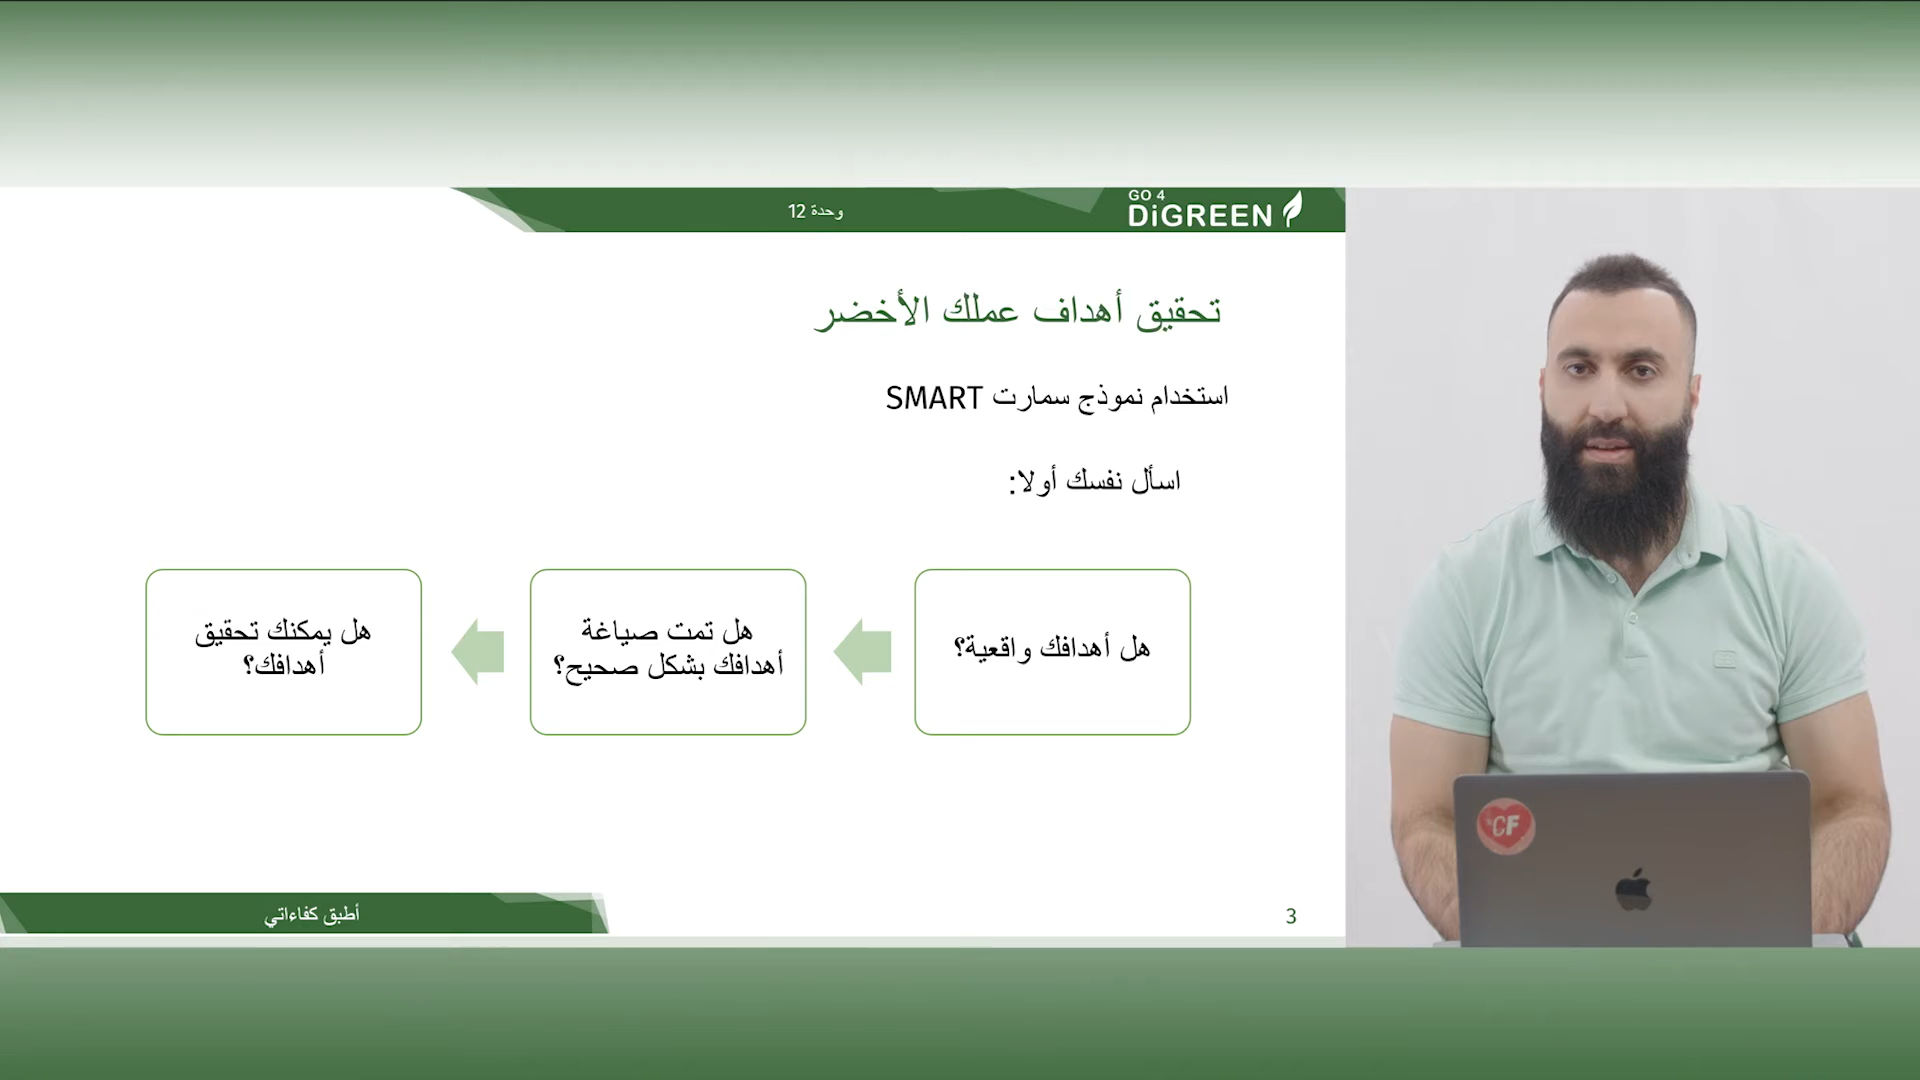 GO 4
DiGREEN
وحدة 12
تحقيق أهداف عملك الأخضر
استخدام نموذج سمارت SMART
اسأل نفسك أولا:
هل أهدافك واقعية؟
هل تمت صياغة
أهدافك بشكل صحيح؟
هل يمكنك تحقيق
أهدافك؟
CF
3
أطبق كفاءاتي